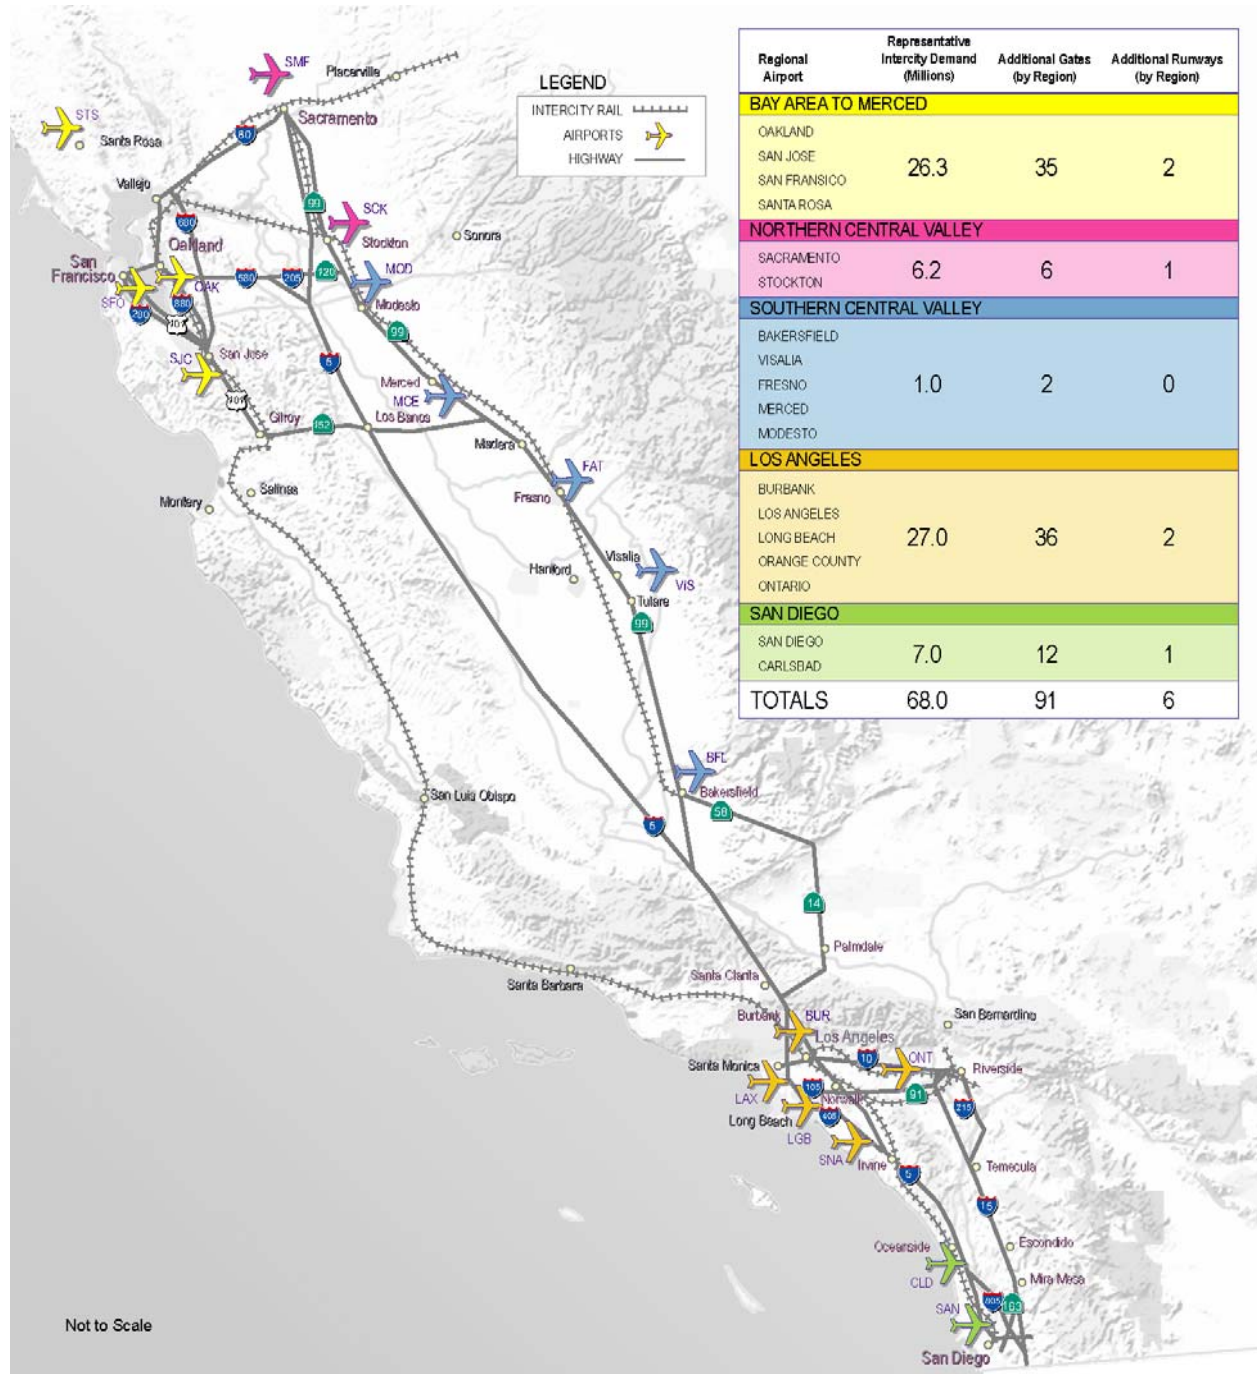 SMF
Placerville
STS
Santa Rosa
Sacramento
80
Vallejo
99
SCK
Stockton
Sonora
Oakland
San
Francisco
SFO
OAK
580
205
120
MOD
Modesto
280
880
101
99
SJC
San Jose
5
101
Merced
MCE
Gilroy
152
Los Banos
Madera
Salinas
Montery
Fresno
FAT
Hanford
Visalia
VIS
Tulare
99
San Luis Obispo
BFL
Bakersfield
5
58
14
Palmdale
Santa Clarita
Santa Barbara
Burbank
BUR
Los Angeles
San Bernardino
Santa Monica
10
ONT
Riverside
LAX
105
Norwalk
91
215
Long Beach
LGB
405
SNA
Irvine
5
Temecula
15
Oceanside
Escondido
CLD
Mira Mesa
805
163
SAN
San Diego
Not to Scale
LEGEND
INTERCITY RAIL
AIRPORTS
HIGHWAY
Regional
Airport
Representative
Intercity Demand
(Millions)
Additional Gates
(by Region)
Additional Runways
(by Region)
BAY AREA TO MERCED
OAKLAND
SAN JOSE
SAN FRANSICO
SANTA ROSA
26.3 35 2
NORTHERN CENTRAL VALLEY
SACRAMENTO
STOCKTON
6.2 6 1
SOUTHERN CENTRAL VALLEY
BAKERSFIELD
VISALIA
FRESNO
MERCED
MODESTO
1.0 2 0
LOS ANGELES
BURBANK
LOS ANGELES
LONG BEACH
ORANGE COUNTY
ONTARIO
27.0 36 2
SAN DIEGO
SAN DIEGO
CARLSBAD
7.0 12 1
TOTALS 68.0 91 6